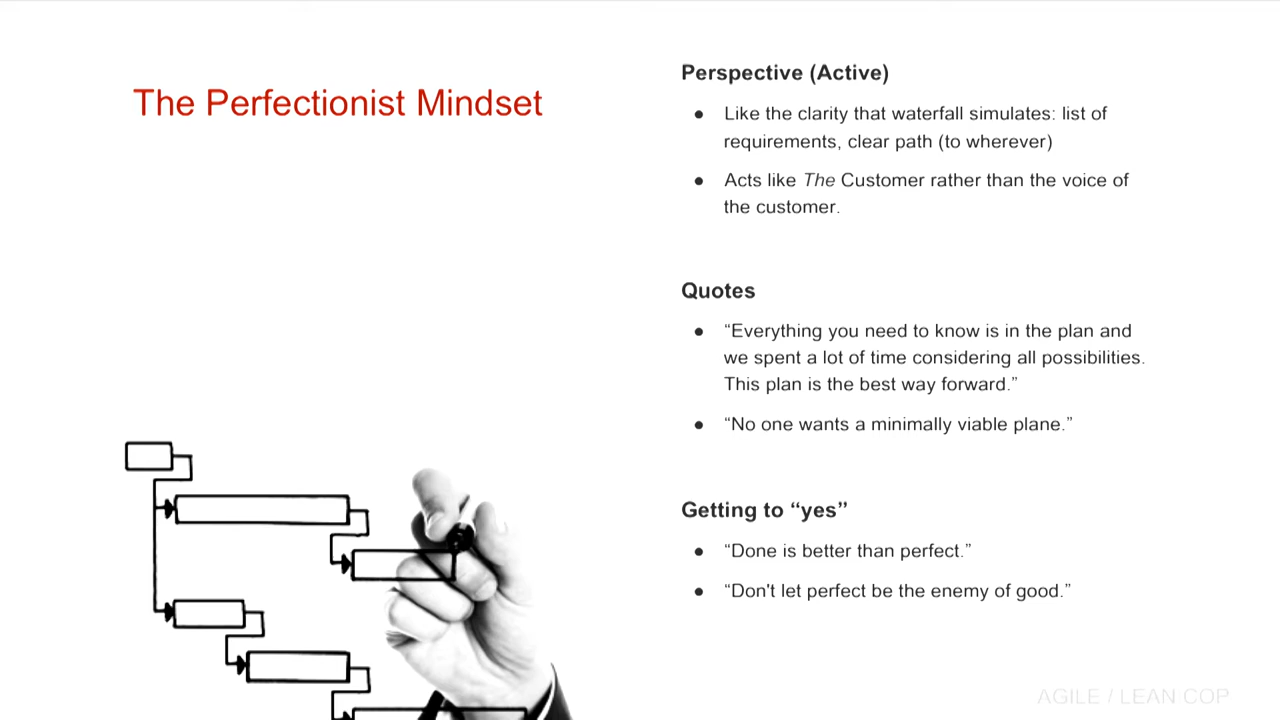 The Perfectionist Mindset
Perspective (Active)
● Like the clarity that waterfall simulates: list of
requirements, clear path (to wherever)
● Acts like The Customer rather than the voice of
the customer.
Quotes
● “Everything you need to know is in the plan and
we spent a lot of time considering all possibilities.
This plan is the best way forward.”
● “No one wants a minimally viable plane.”
Getting to “yes”
● “Done is better than perfect.”
● “Don't let perfect be the enemy of good.”
AGILE / LEAN COP